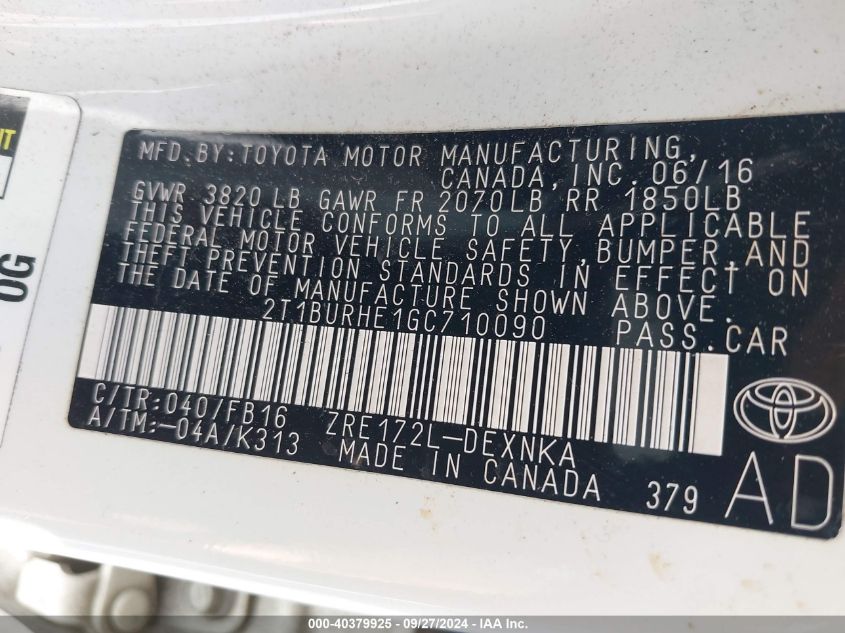 MFD. BY: TOYOTA MOTOR MANUFACTURING,
CANADA, INC. 06/16
GVWR 3820 LB GAWR FR 2070LB RR 1850LB
THIS VEHICLE CONFORMS TO ALL APPLICABLE
FEDERAL MOTOR VEHICLE SAFETY, BUMPER, AND
THEFT PREVENTION STANDARDS IN EFFECT ON
THE DATE OF MANUFACTURE SHOWN ABOVE.
2T1BURHE1GC710090 PASS. CAR
C/TR: 040/FB16 ZRE172L-DEXNKA
A/TM: -04A/K313 MADE IN CANADA 379
AD
OG
000-40379925 - 09/27/2024 - IAA Inc.